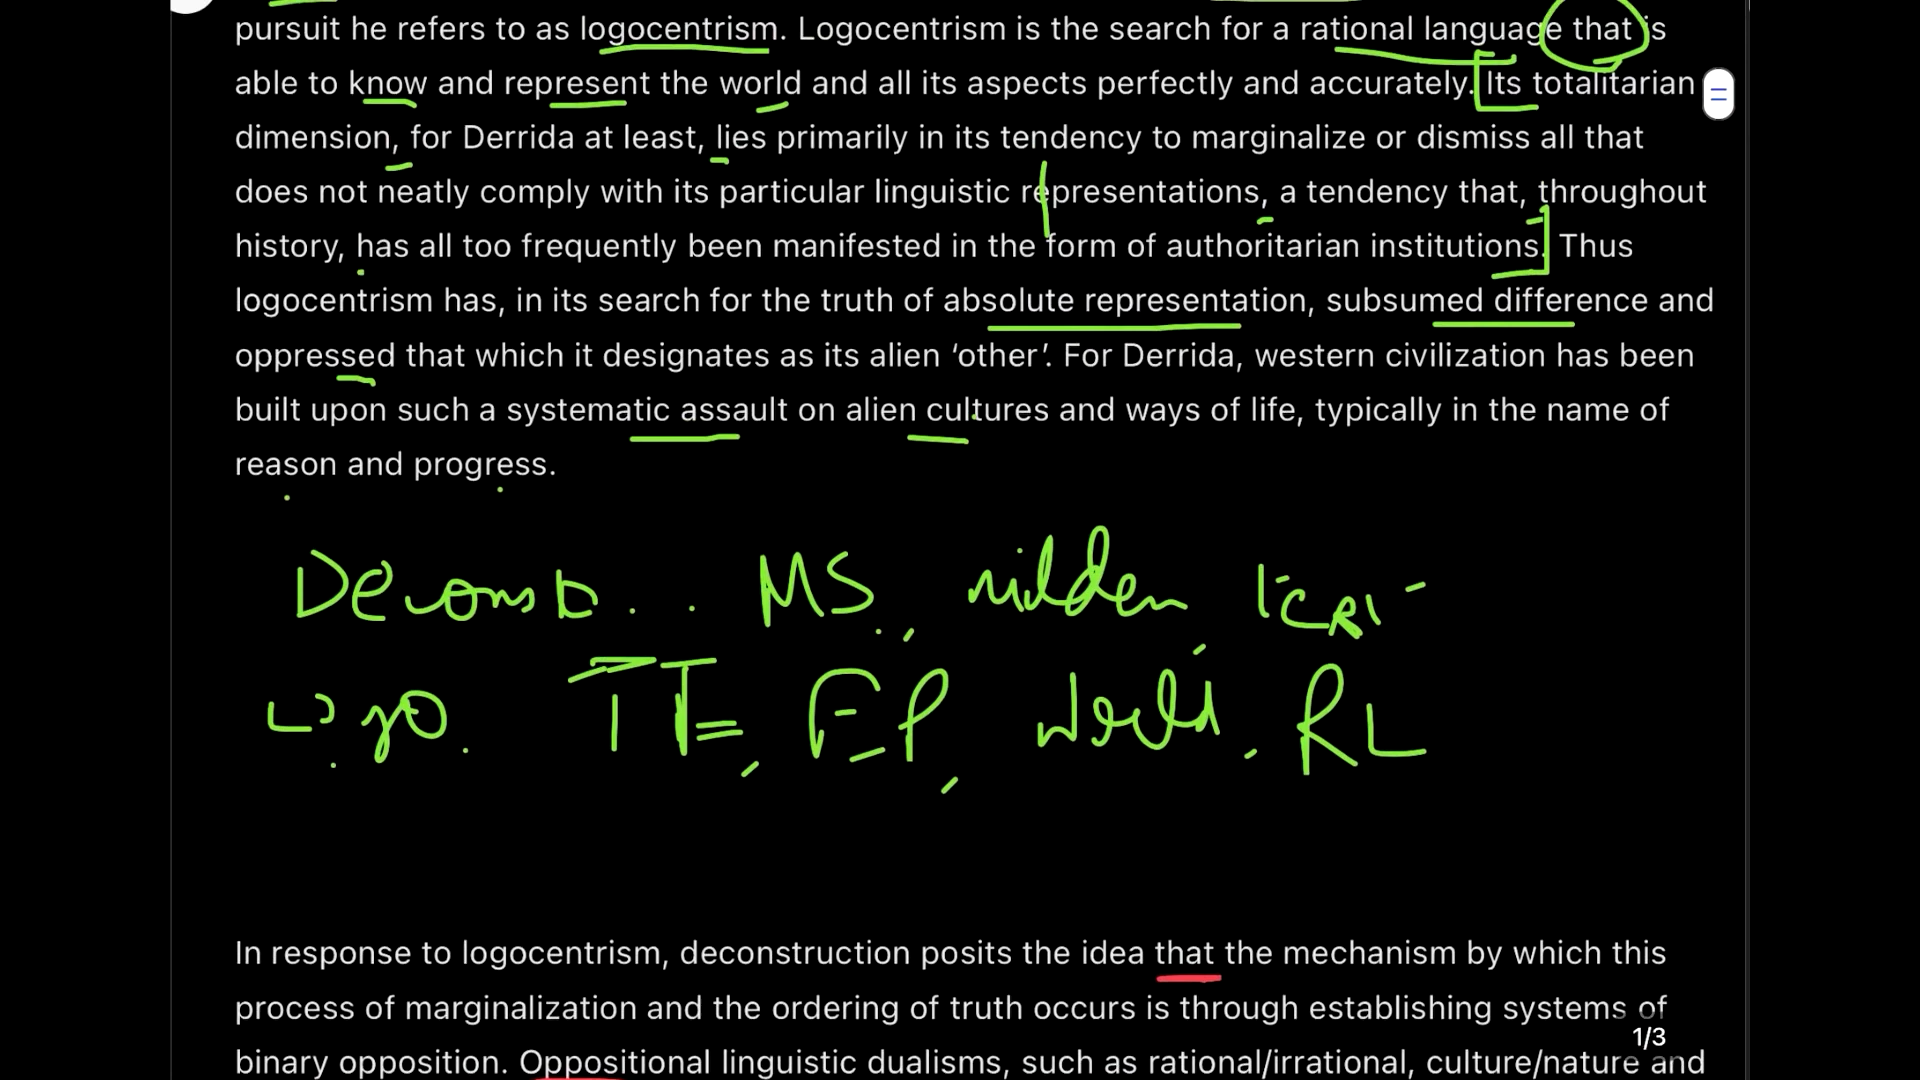 pursuit he refers to as logocentrism. Logocentrism is the search for a rational language that is
able to know and represent the world and all its aspects perfectly and accurately. Its totalitarian
dimension, for Derrida at least, lies primarily in its tendency to marginalize or dismiss all that
does not neatly comply with its particular linguistic representations, a tendency that, throughout
history, has all too frequently been manifested in the form of authoritarian institutions. Thus
logocentrism has, in its search for the truth of absolute representation, subsumed difference and
oppressed that which it designates as its alien ‘other’. For Derrida, western civilization has been
built upon such a systematic assault on alien cultures and ways of life, typically in the name of
reason and progress.
MS
TT, EP, World, RL
In response to logocentrism, deconstruction posits the idea that the mechanism by which this
process of marginalization and the ordering of truth occurs is through establishing systems of
1/3
binary opposition. Oppositional linguistic dualisms, such as rational/irrational, culture/nature and